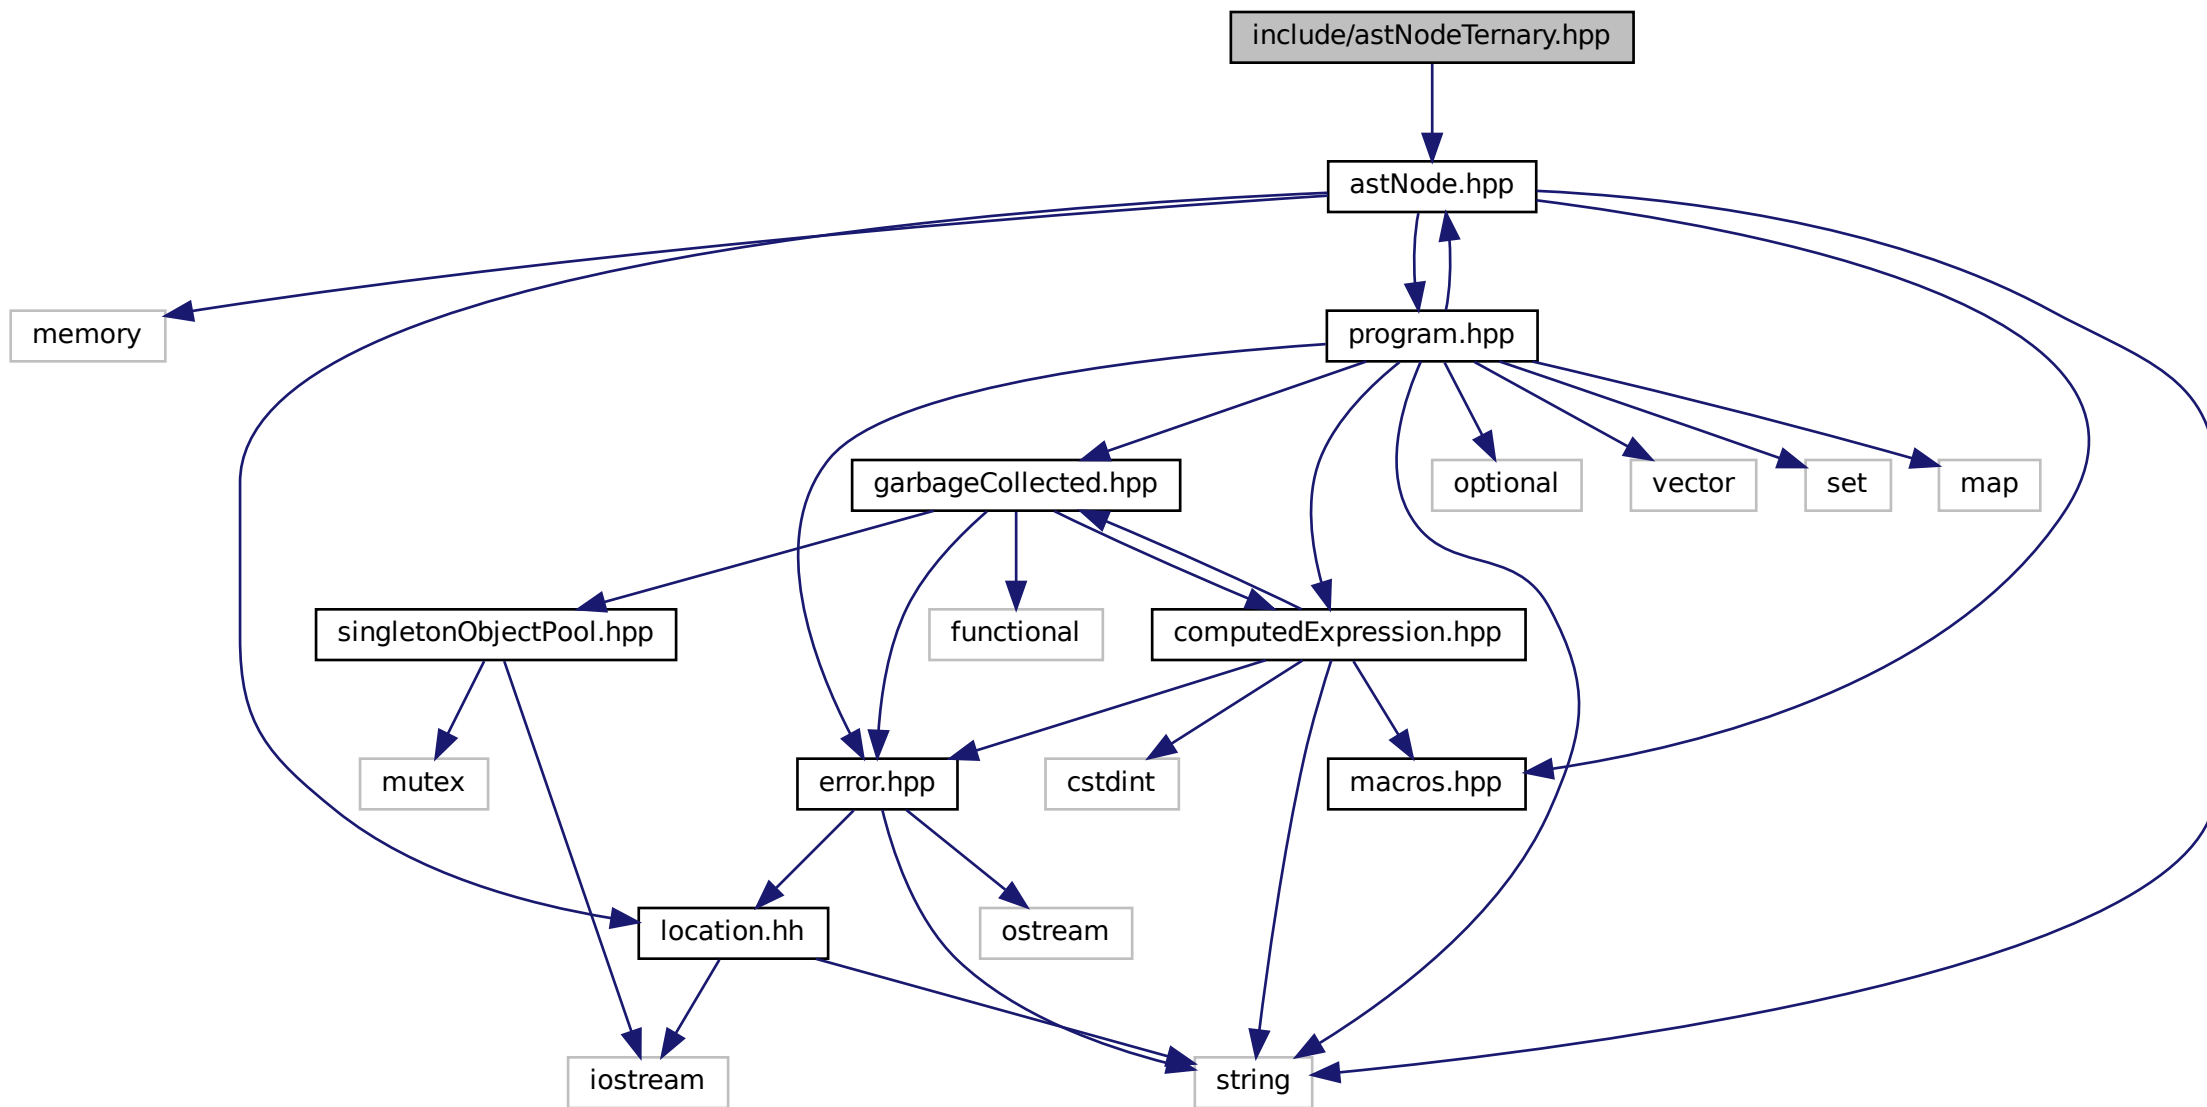 include/astNodeTernary.hpp
astNode.hpp
memory
program.hpp
garbageCollected.hpp
optional
vector
set
map
singletonObjectPool.hpp
functional
computedExpression.hpp
mutex
error.hpp
cstdint
macros.hpp
location.hh
ostream
iostream
string